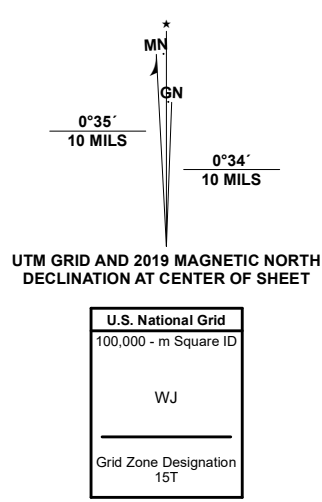 MN
GN
0°35´
10 MILS
0°34´
10 MILS
UTM GRID AND 2019 MAGNETIC NORTH
DECLINATION AT CENTER OF SHEET
U.S. National Grid
100,000 - m Square ID
WJ
Grid Zone Designation
15T